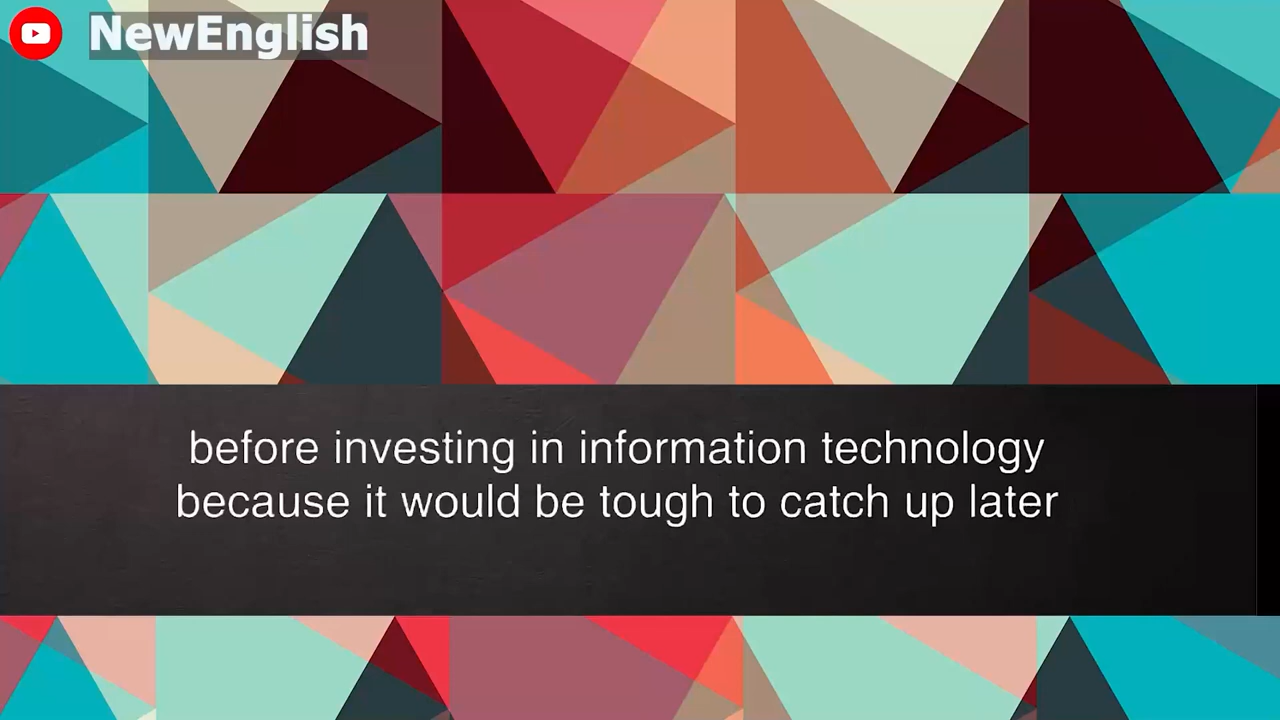 NewEnglish
before investing in information technology
because it would be tough to catch up later